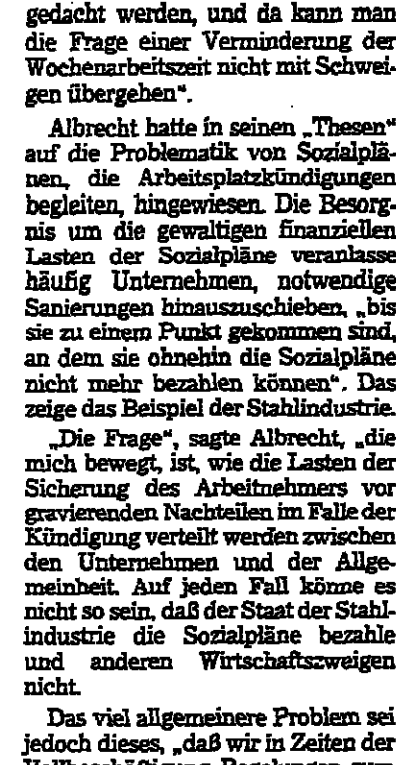 gedacht werden, und da kann man
die Frage einer Verminderung der
Wochenarbeitszeit nicht mit Schwei-
gen übergehen“.
Albrecht hatte in seinen „Thesen“
auf die Problematik von Sozialplä-
nen, die Arbeitsplatzkündigungen
begleiten, hingewiesen. Die Besorg-
nis um die gewaltigen finanziellen
Lasten der Sozialpläne veranlasse
häufig Unternehmen, notwendige
Sanierungen hinauszuschieben, „bis
sie zu einem Punkt gekommen sind,
an dem sie ohnehin die Sozialpläne
nicht mehr bezahlen können“. Das
zeige das Beispiel der Stahlindustrie.
„Die Frage“, sagte Albrecht, „die
mich bewegt, ist, wie die Lasten der
Sicherung des Arbeitnehmers vor
gravierenden Nachteilen im Falle der
Kündigung verteilt werden zwischen
den Unternehmen und der Allge-
meinheit. Auf jeden Fall könne es
nicht so sein, daß der Staat der Stahl-
industrie die Sozialpläne bezahle
und anderen Wirtschaftszweigen
nicht.
Das viel allgemeinere Problem sei
jedoch dieses, „daß wir in Zeiten der